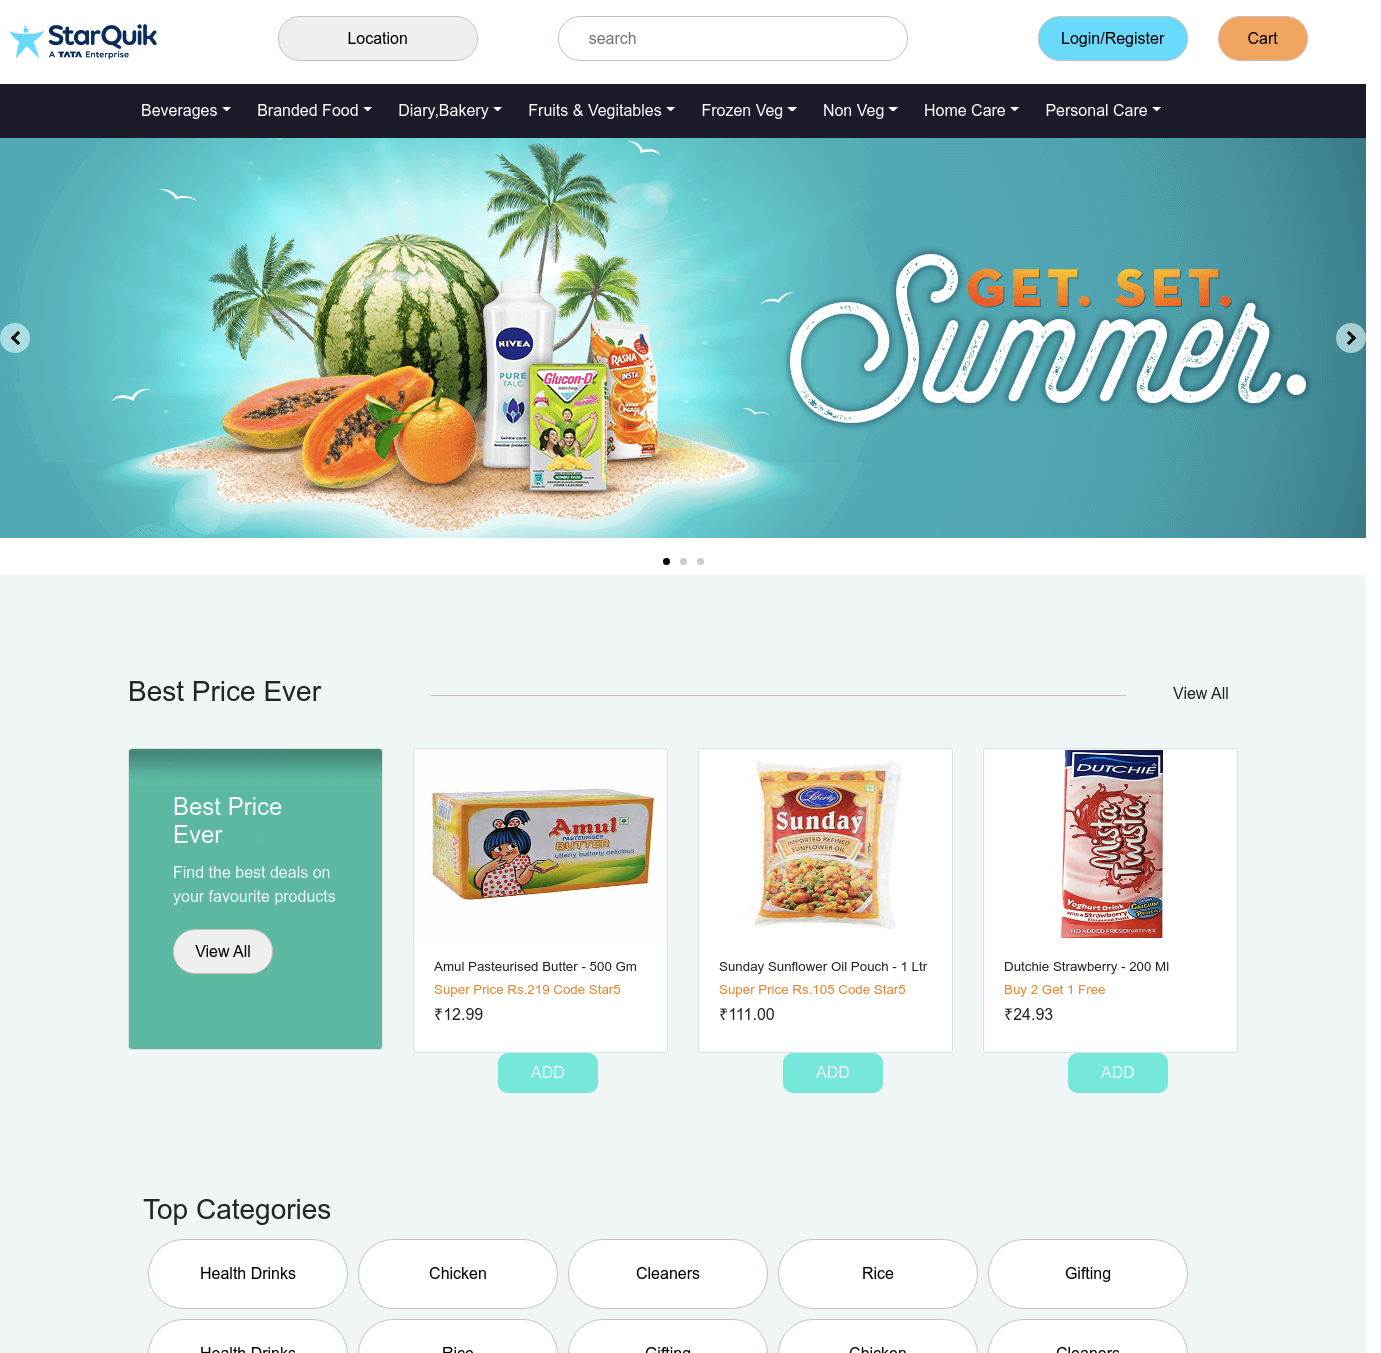 StarQuik
A TATA Enterprise
Location
search
Login/Register
Cart
Beverages
Branded Food
Diary,Bakery
Fruits & Vegitables
Frozen Veg
Non Veg
Home Care
Personal Care
GET. SET.
Summer.
NIVEA
PURE
TALC
Gentle care
Glucon-D
RASNA
INSTA
Orange
NIMBU PANI
Best Price Ever
View All
Best Price
Ever
Find the best deals on
your favourite products
View All
Amul
PASTEURISED
BUTTER
utterly butterly delicious
Amul Pasteurised Butter - 500 Gm
Super Price Rs.219 Code Star5
₹12.99
ADD
Liberty
Sunday
IMPORTED REFINED
SUNFLOWER OIL
Sunday Sunflower Oil Pouch - 1 Ltr
Super Price Rs.105 Code Star5
₹111.00
ADD
DUTCHIE
Mista
Twista
Yoghurt Drink
with a Strawberry
Flavoured Twist
CALCIUM
PROTEIN
NO ADDED PRESERVATIVES
Dutchie Strawberry - 200 Ml
Buy 2 Get 1 Free
₹24.93
ADD
Top Categories
Health Drinks
Chicken
Cleaners
Rice
Gifting
Health Drinks
Rice
Gifting
Chicken
Cleaners